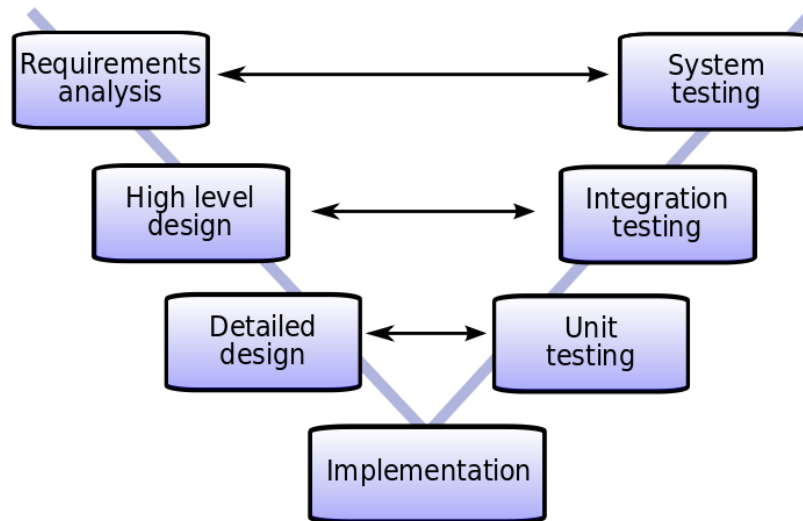 Requirements
analysis
System
testing
High level
design
Integration
testing
Detailed
design
Unit
testing
Implementation